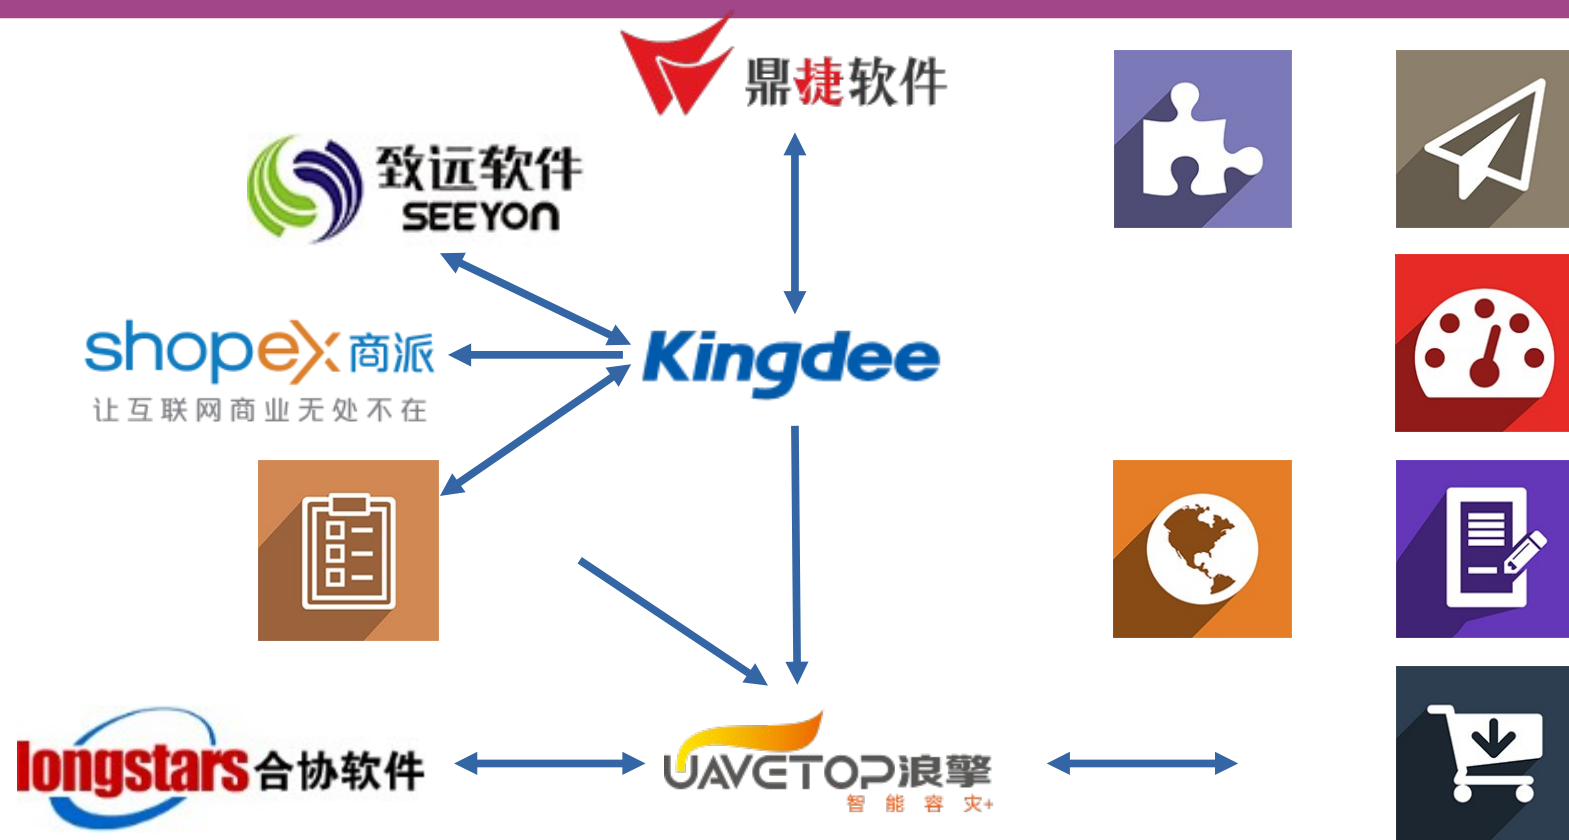 鼎捷软件
致远软件
SEEYON
shopex商派
让互联网商业无处不在
Kingdee
longstars合协软件
UAVETOP浪擎
智能容灾+